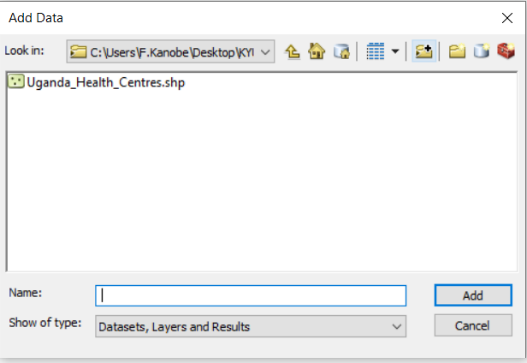 Add Data
Look in: C:\Users\F.Kanobe\Desktop\KYI
Uganda_Health_Centres.shp
Name: Add
Show of type: Datasets, Layers and Results Cancel